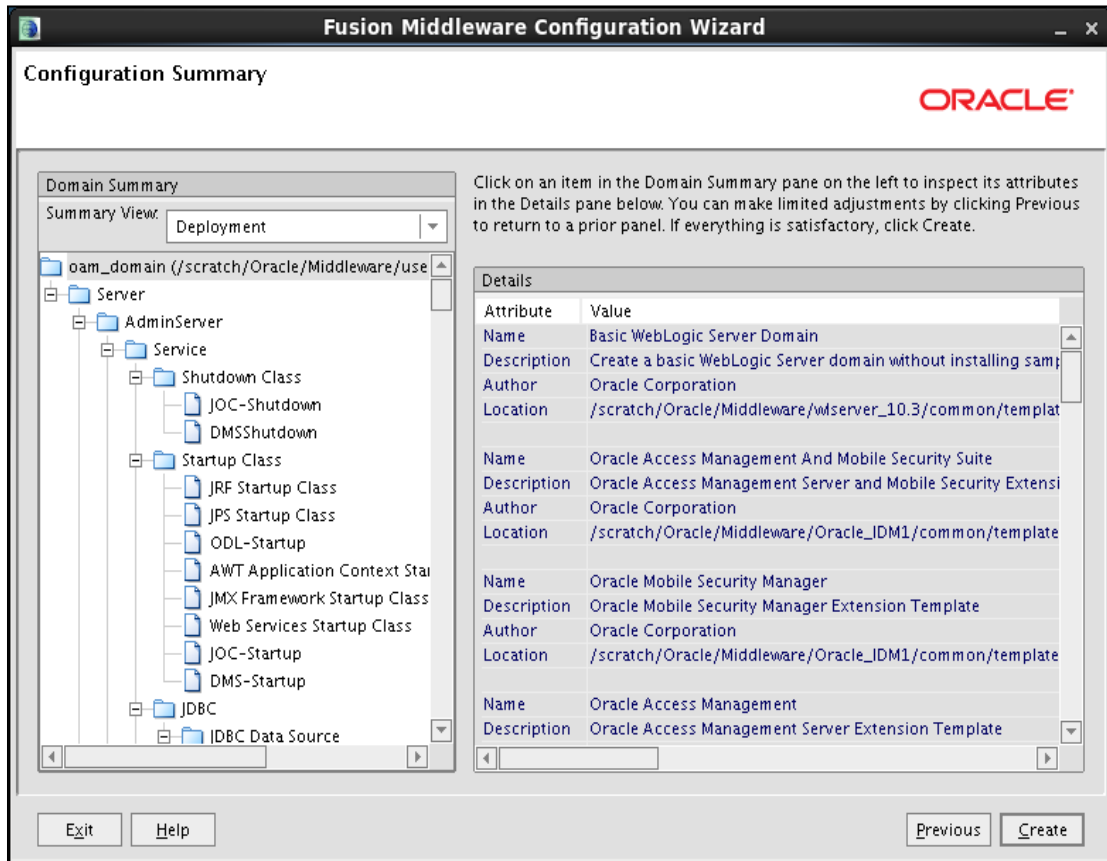 Fusion Middleware Configuration Wizard
Configuration Summary
ORACLE
Domain Summary
Summary View:
Deployment
oam_domain (/scratch/Oracle/Middleware/use
Server
AdminServer
Service
Shutdown Class
JOC-Shutdown
DMSShutdown
Startup Class
JRF Startup Class
JPS Startup Class
ODL-Startup
AWT Application Context Star
JMX Framework Startup Class
Web Services Startup Class
JOC-Startup
DMS-Startup
JDBC
JDBC Data Source
Click on an item in the Domain Summary pane on the left to inspect its attributes
in the Details pane below. You can make limited adjustments by clicking Previous
to return to a prior panel. If everything is satisfactory, click Create.
Details
Attribute Value
Name Basic WebLogic Server Domain
Description Create a basic WebLogic Server domain without installing samp
Author Oracle Corporation
Location /scratch/Oracle/Middleware/wlserver_10.3/common/templat
Name Oracle Access Management And Mobile Security Suite
Description Oracle Access Management Server and Mobile Security Extensi
Author Oracle Corporation
Location /scratch/Oracle/Middleware/Oracle_IDM1/common/template
Name Oracle Mobile Security Manager
Description Oracle Mobile Security Manager Extension Template
Author Oracle Corporation
Location /scratch/Oracle/Middleware/Oracle_IDM1/common/template
Name Oracle Access Management
Description Oracle Access Management Server Extension Template
Exit
Help
Previous
Create